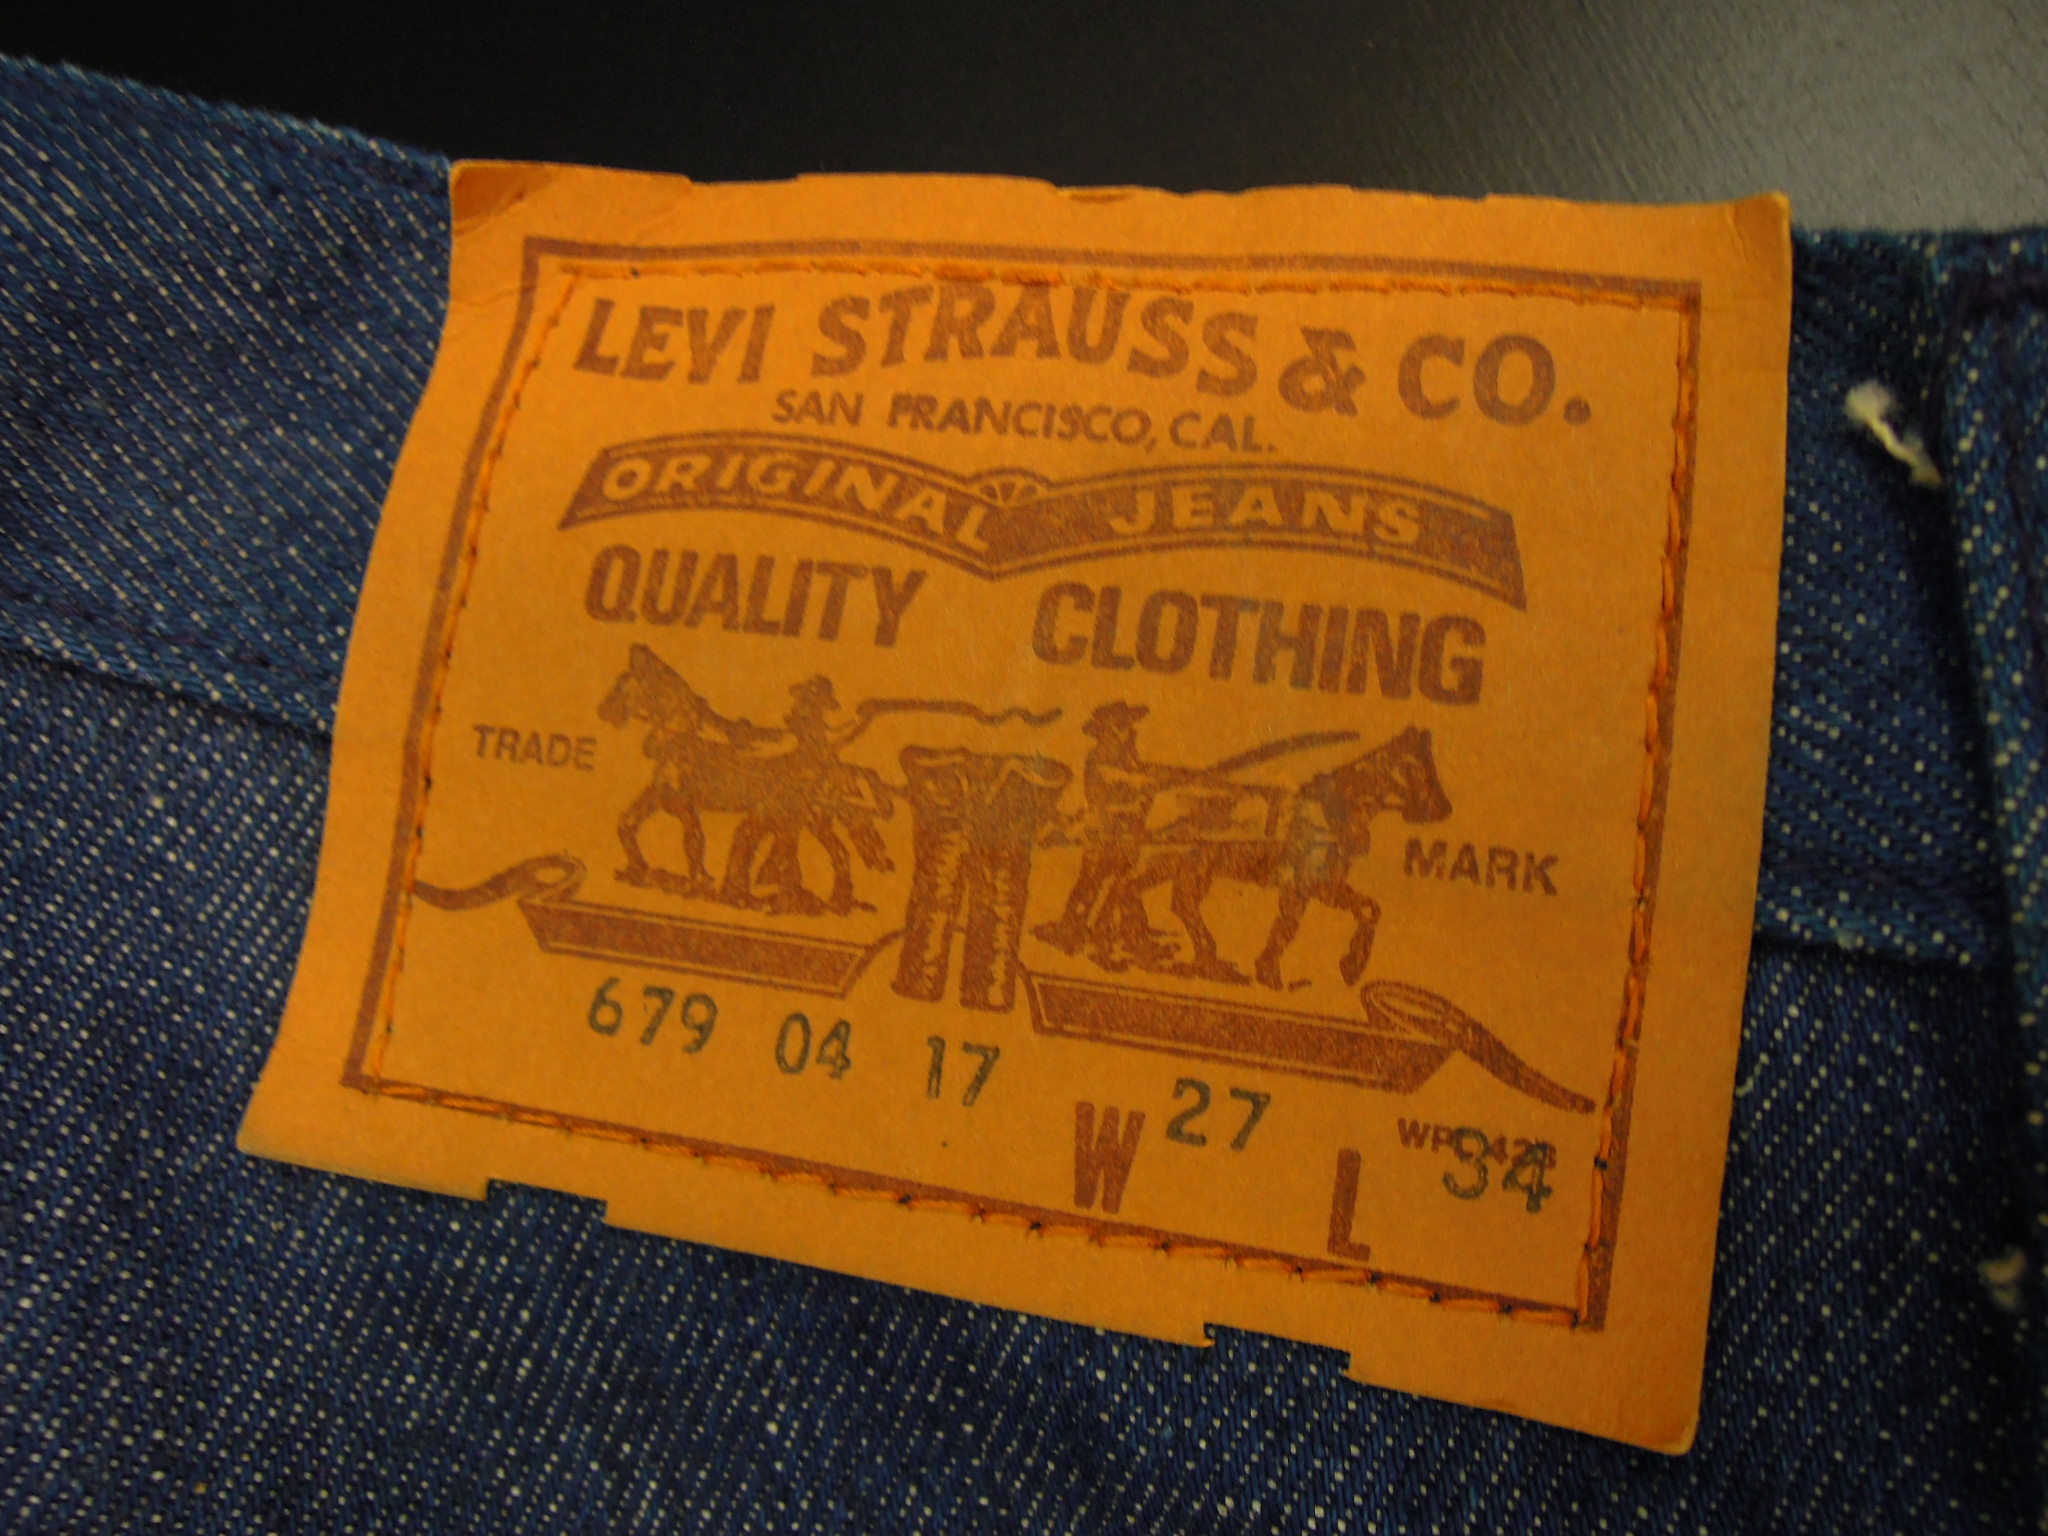 LEVI STRAUSS & CO.
SAN FRANCISCO, CAL.
ORIGINAL JEANS
QUALITY CLOTHING
TRADE MARK
679 04 17
W 27 L 34